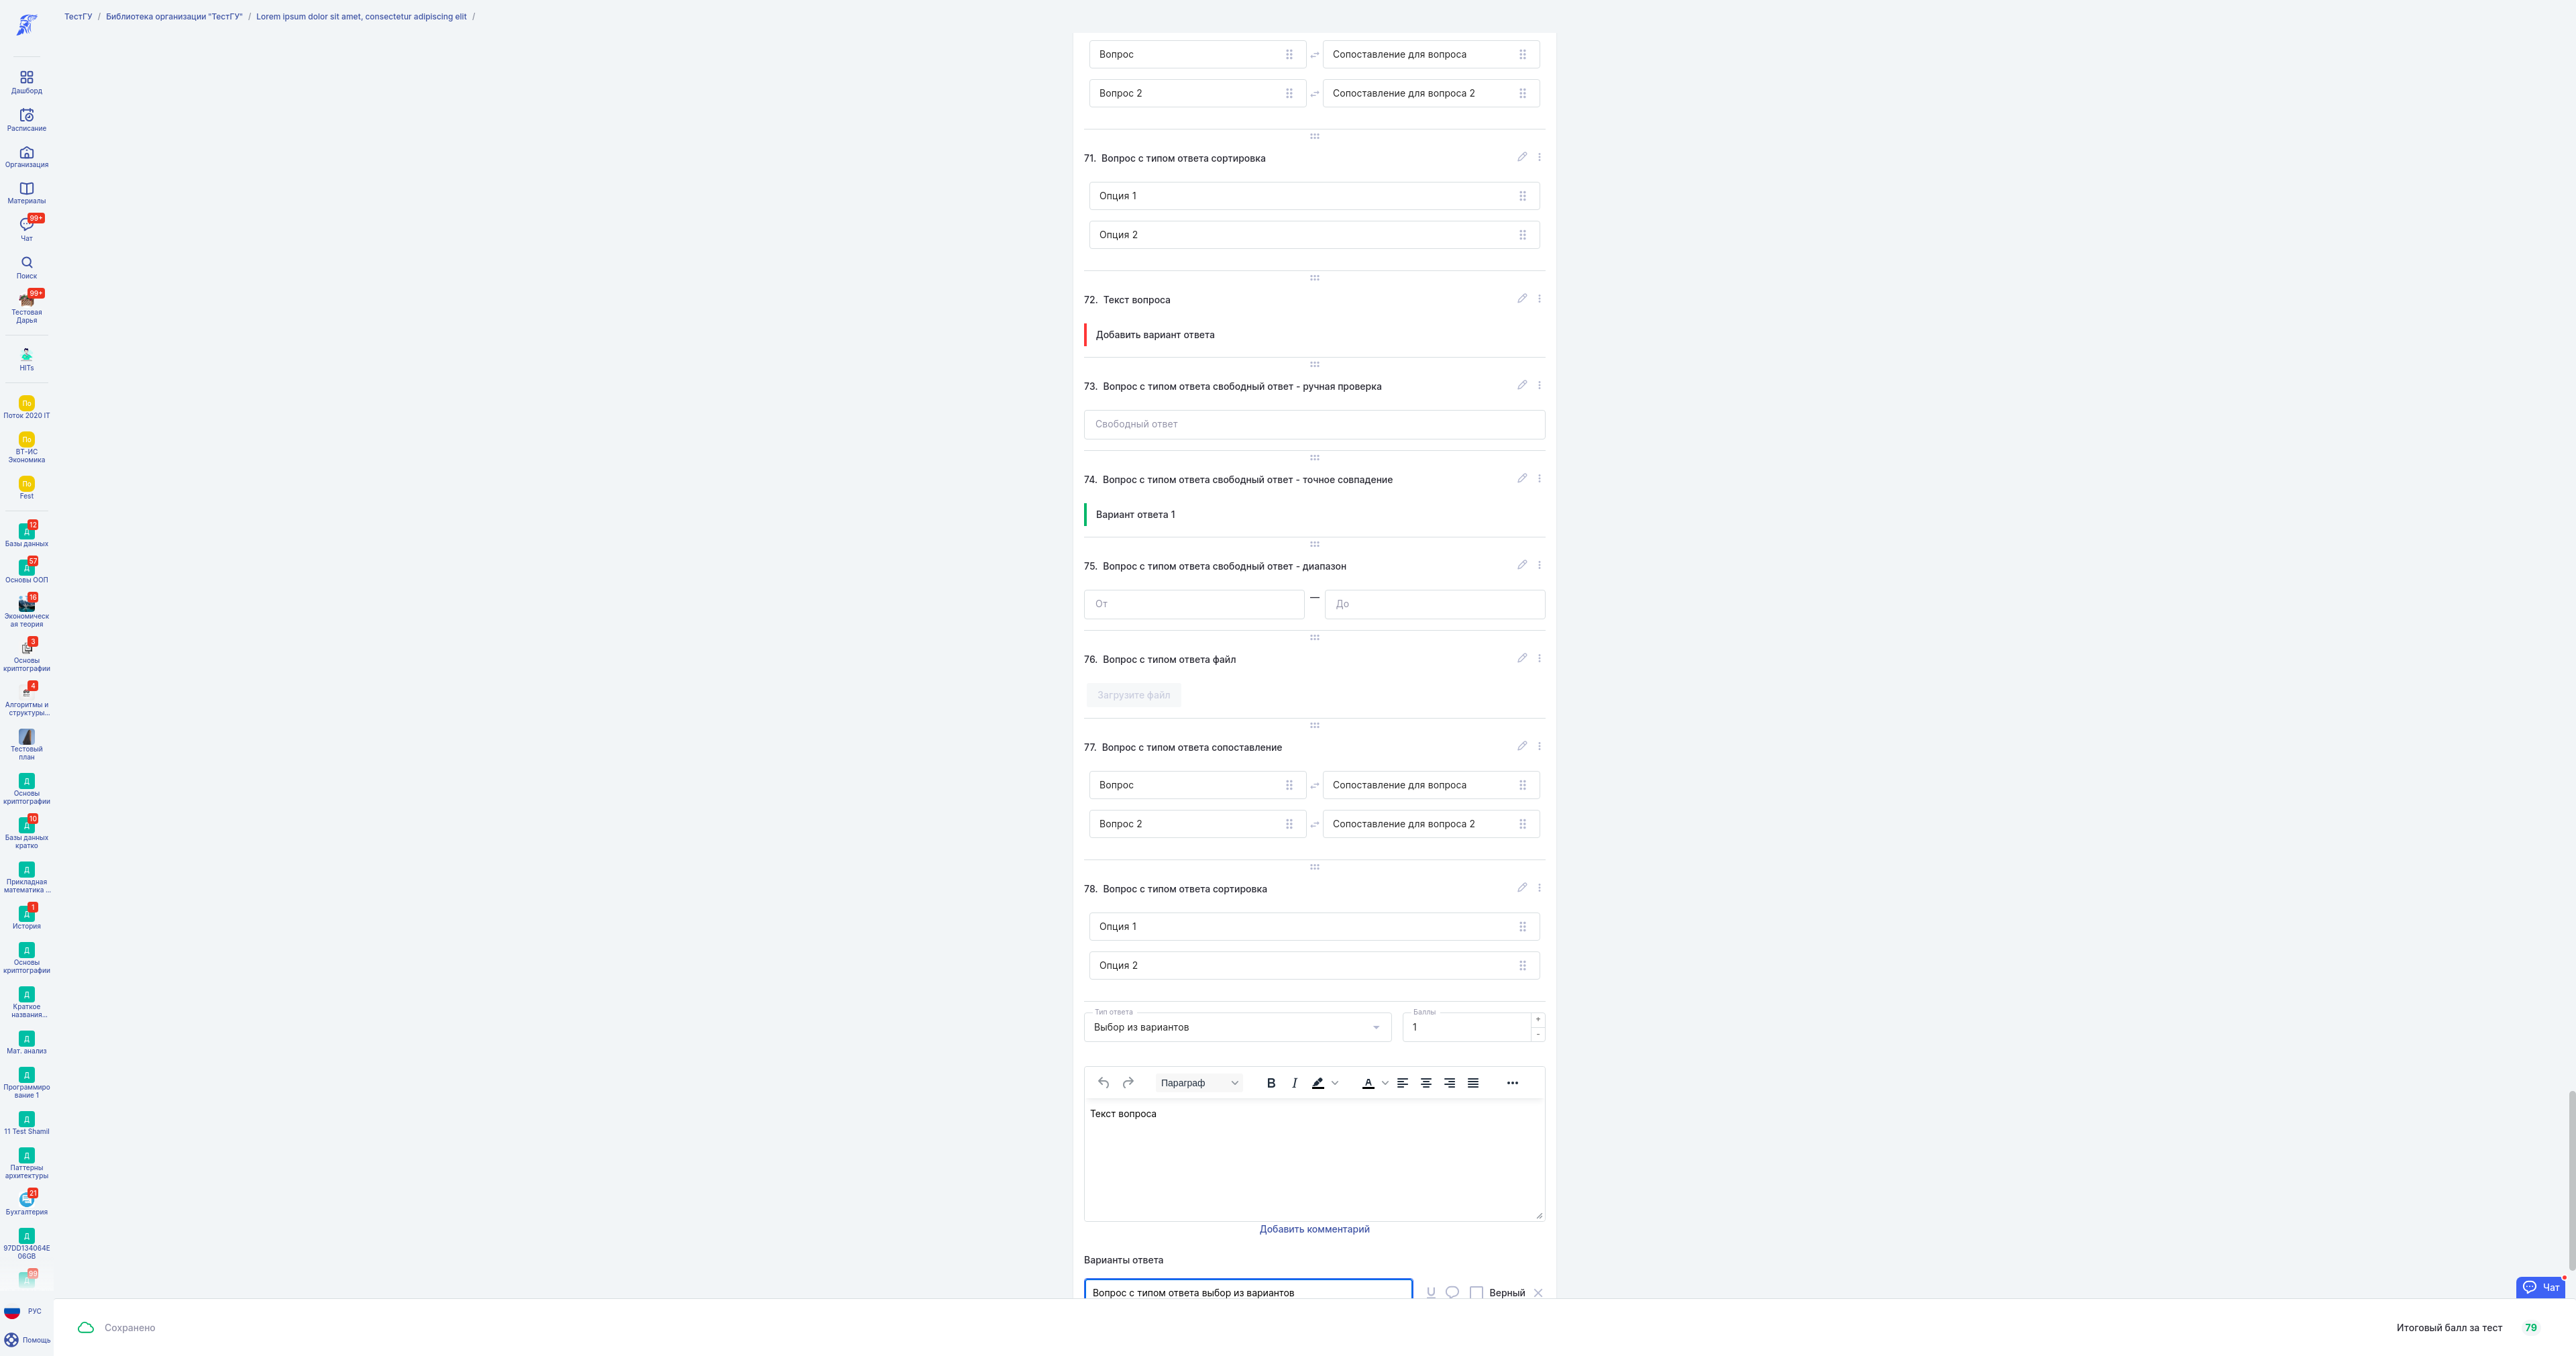 ТестГУ / Библиотека организации "ТестГУ" / Lorem ipsum dolor sit amet, consectetur adipiscing elit /
Дашборд
Расписание
Организация
Материалы
99+
Чат
Поиск
99+
Тестовая
Дарья
HITs
По
Поток 2020 IT
По
ВТ-ИС
Экономика
По
Fest
12
Д
Базы данных
57
Д
Основы ООП
16
Экономическ
ая теория
3
Основы
криптографии
4
Алгоритмы и
структуры...
Тестовый
план
Д
Основы
криптографии
10
Д
Базы данных
кратко
Д
Прикладная
математика ...
1
Д
История
Д
Основы
криптографии
Д
Краткое
названия...
Д
Мат. анализ
Д
Программиро
вание 1
Д
11 Test Shamil
Д
Паттерны
архитектуры
21
Бухгалтерия
Д
97DD134064E
06GB
99
Д
РУС
Помощь
Вопрос
Сопоставление для вопроса
Вопрос 2
Сопоставление для вопроса 2
71. Вопрос с типом ответа сортировка
Опция 1
Опция 2
72. Текст вопроса
Добавить вариант ответа
73. Вопрос с типом ответа свободный ответ - ручная проверка
Свободный ответ
74. Вопрос с типом ответа свободный ответ - точное совпадение
Вариант ответа 1
75. Вопрос с типом ответа свободный ответ - диапазон
От — До
76. Вопрос с типом ответа файл
Загрузите файл
77. Вопрос с типом ответа сопоставление
Вопрос
Сопоставление для вопроса
Вопрос 2
Сопоставление для вопроса 2
78. Вопрос с типом ответа сортировка
Опция 1
Опция 2
Тип ответа
Выбор из вариантов
Баллы
1
+
-
Параграф
B I A
Текст вопроса
Добавить комментарий
Варианты ответа
Вопрос с типом ответа выбор из вариантов
Верный
Чат
Сохранено
Итоговый балл за тест 79